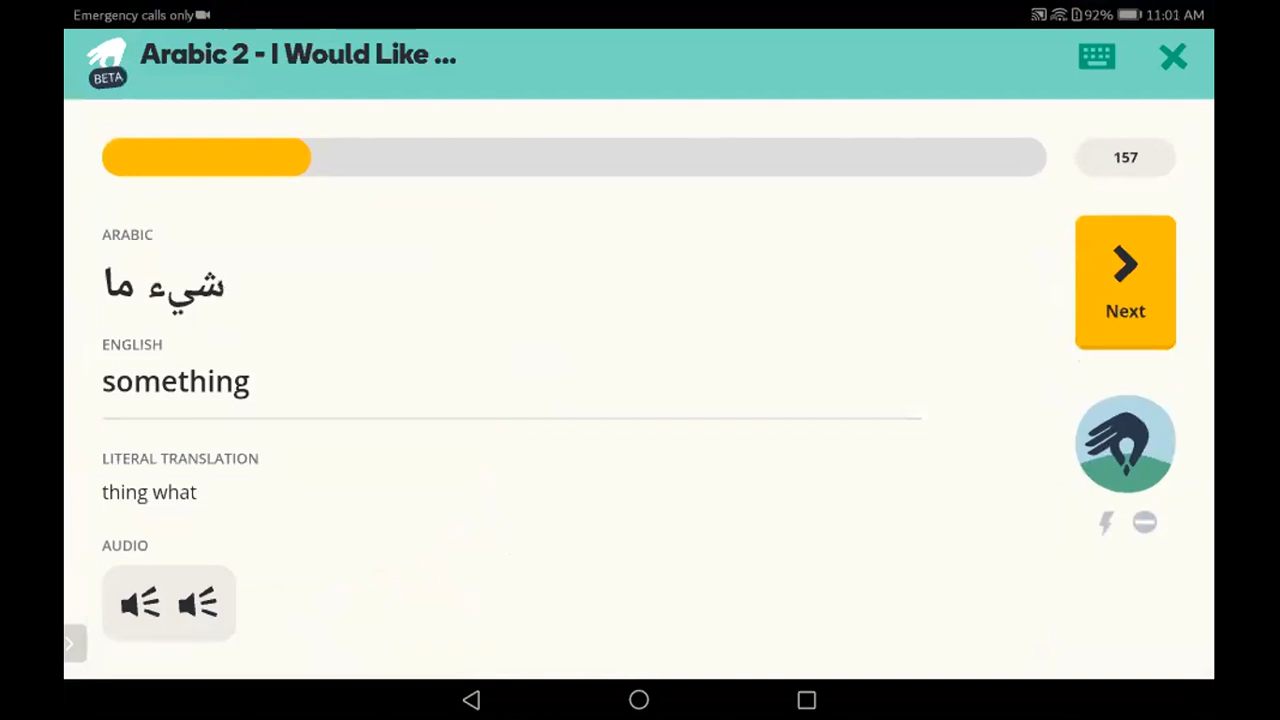 Emergency calls only
92% 11:01 AM
BETA
Arabic 2 - I Would Like ...
157
ARABIC
شيء ما
Next
ENGLISH
something
LITERAL TRANSLATION
thing what
AUDIO